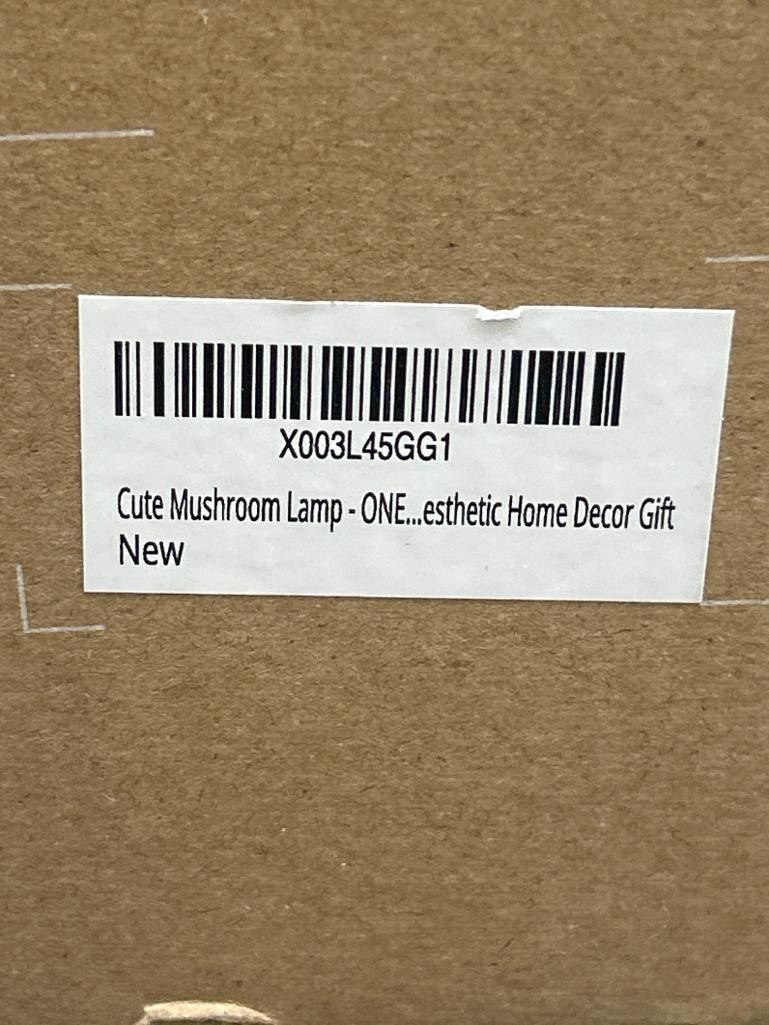 X003L45GG1
Cute Mushroom Lamp - ONE...esthetic Home Decor Gift
New